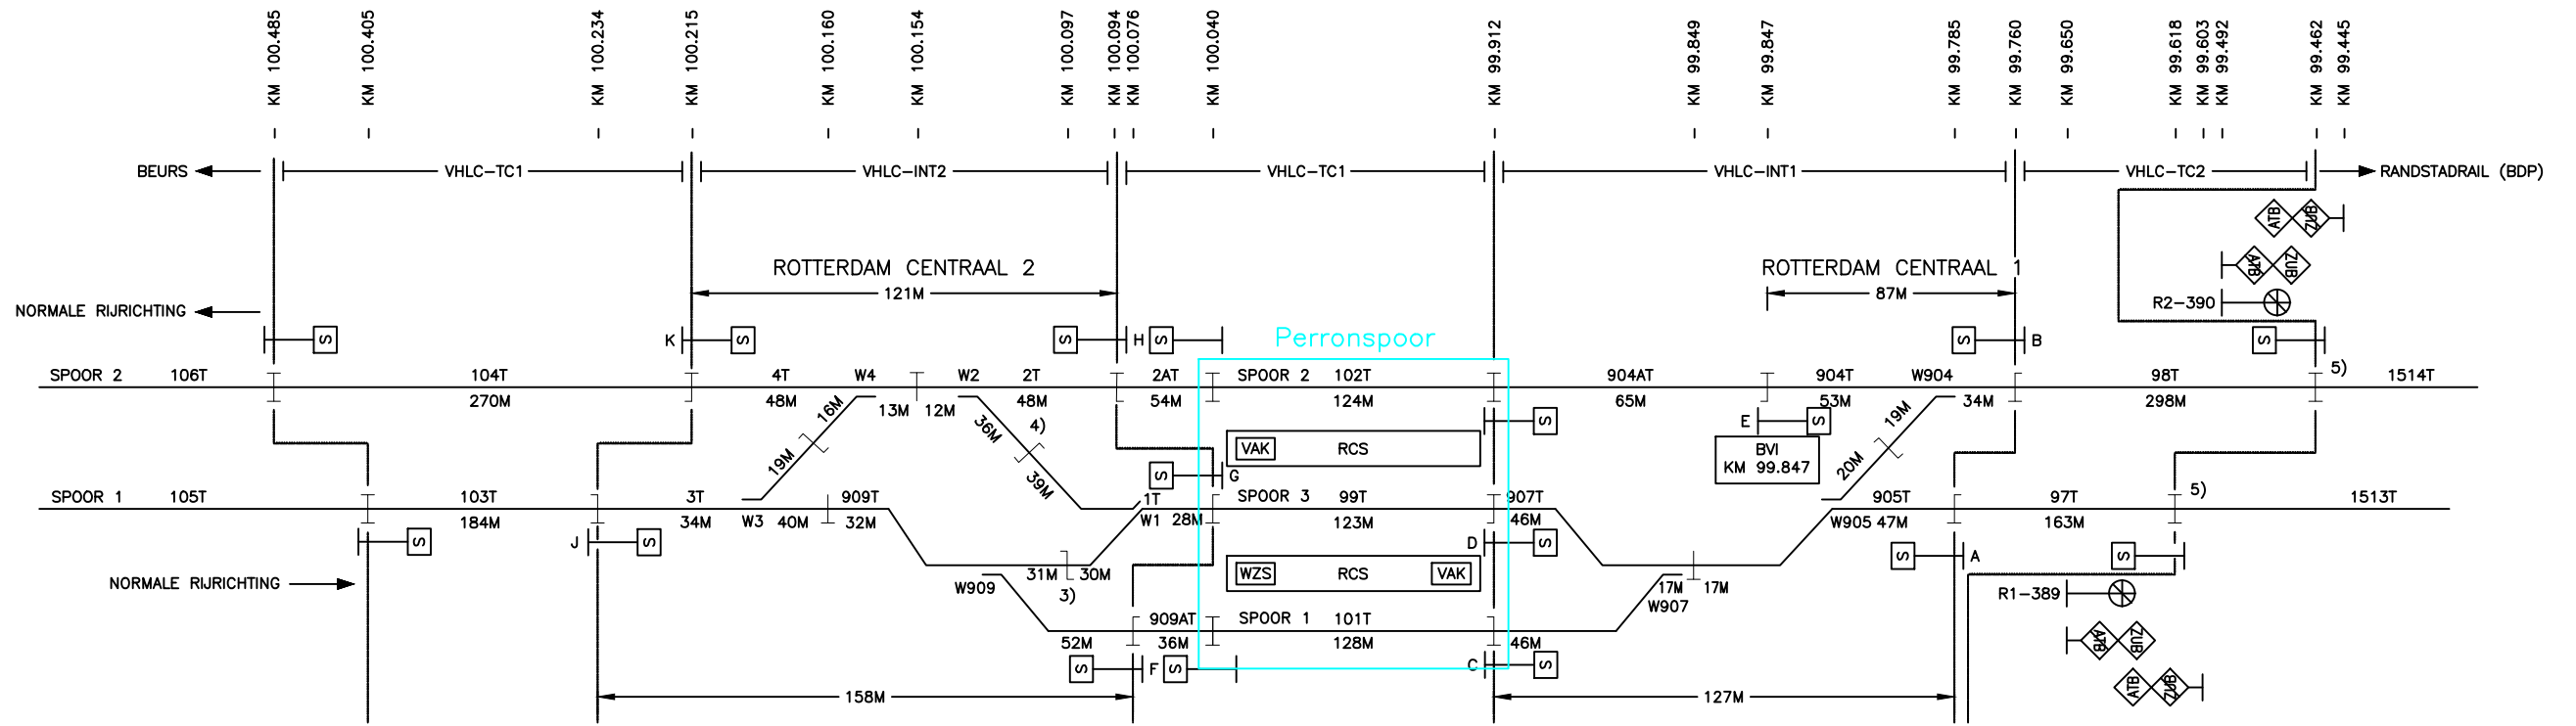 KM 100.485
KM 100.405
KM 100.234
KM 100.215
KM 100.160
KM 100.154
KM 100.097
KM 100.094
KM 100.076
KM 100.040
KM 99.912
KM 99.849
KM 99.847
KM 99.785
KM 99.760
KM 99.650
KM 99.618
KM 99.603
KM 99.492
KM 99.462
KM 99.445
BEURS
VHLC-TC1
VHLC-INT2
VHLC-TC1
VHLC-INT1
VHLC-TC2
RANDSTADRAIL (BDP)
ATB ZUB
ROTTERDAM CENTRAAL 2
ROTTERDAM CENTRAAL 1
ATB ZUB
121M
87M
R2-390
NORMALE RIJRICHTING
S
K S
S H S
Perronspoor
S B
S
SPOOR 2 106T
104T
4T
W4
W2
2T
2AT
SPOOR 2 102T
904AT
904T
W904
98T
5)
1514T
270M
48M
16M
13M
12M
48M
54M
124M
65M
53M
19M
34M
298M
36M
4)
S
E S
19M
39M
VAK RCS
BVI
KM 99.847
20M
S G
SPOOR 1 105T
103T
3T
909T
1T
SPOOR 3 99T
907T
905T
97T
5)
1513T
184M
34M
W3 40M
32M
W1 28M
123M
46M
W905 47M
163M
S
J S
D S
S A
S
NORMALE RIJRICHTING
31M
30M
3)
W909
WZS RCS VAK
17M
17M
W907
R1-389
909AT
SPOOR 1 101T
52M
36M
128M
46M
ATB ZUB
S F S
C S
158M
127M
ATB ZUB